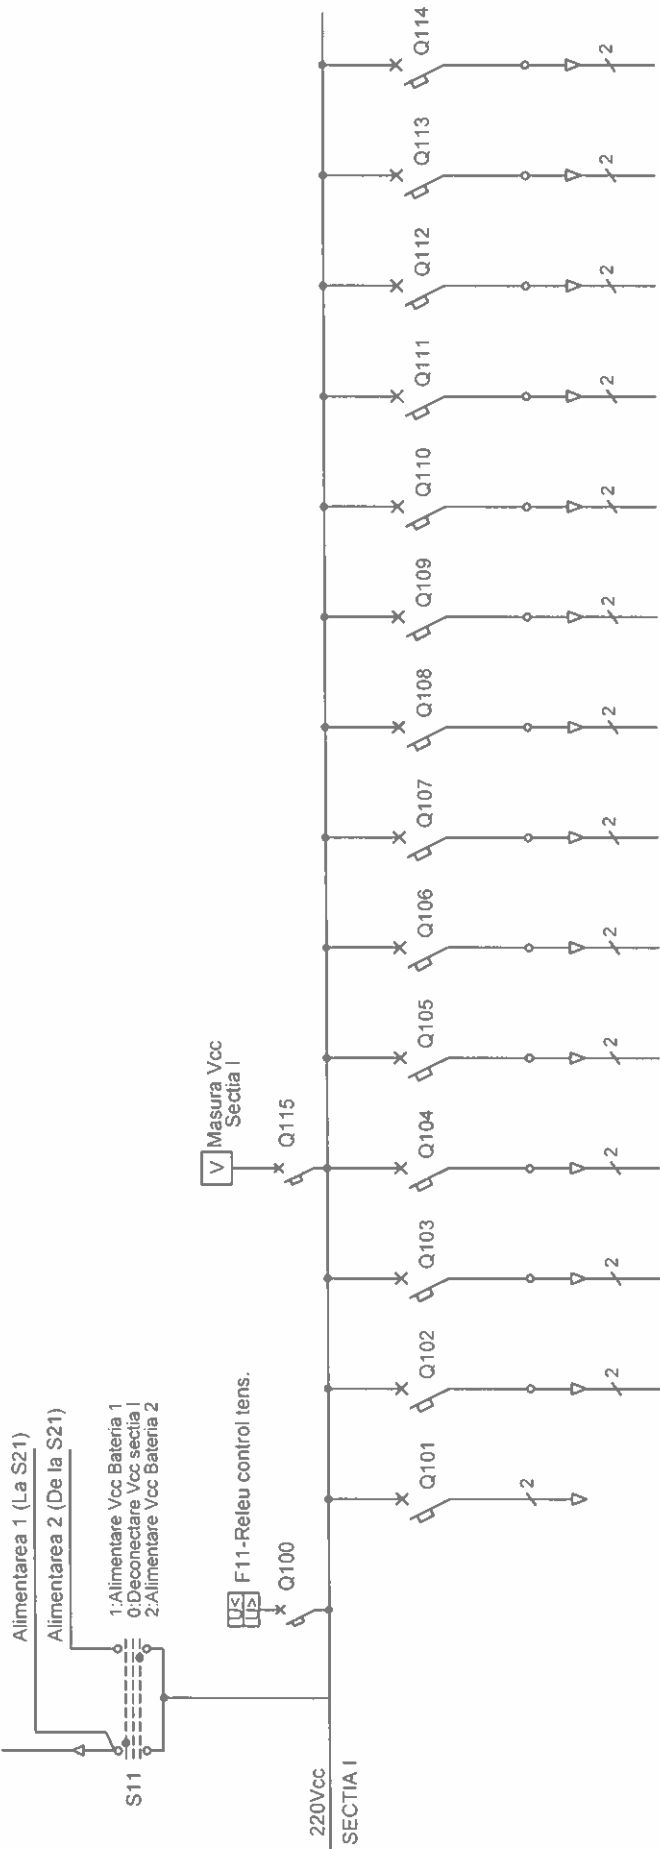 Alimentarea 1 (La S21)
Alimentarea 2 (De la S21)
1:Alimentare Vcc Bateria 1
0:Deconectare Vcc sectia I
2:Alimentare Vcc Bateria 2
S11
F11-Releu control tens.
U<
U>
Q100
V
Masura Vcc
Sectia I
Q115
220Vcc
SECTIA I
Q101
Q102
Q103
Q104
Q105
Q106
Q107
Q108
Q109
Q110
Q111
Q112
Q113
Q114
2
2
2
2
2
2
2
2
2
2
2
2
2
2